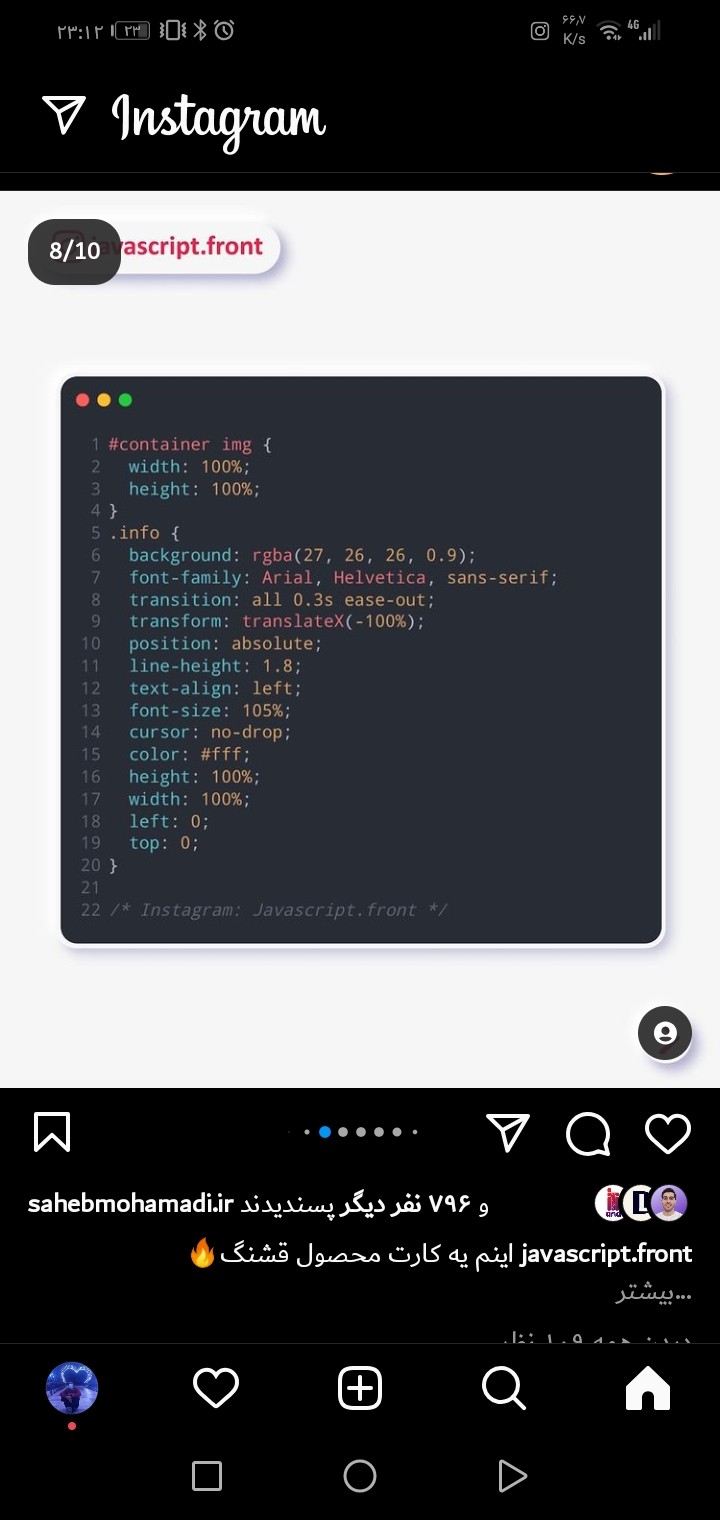 ۲۳:۱۲
۲۳
۶۶٫۷
K/s
4G
Instagram
8/10
vascript.front
1 #container img {
2   width: 100%;
3   height: 100%;
4 }
5 .info {
6   background: rgba(27, 26, 26, 0.9);
7   font-family: Arial, Helvetica, sans-serif;
8   transition: all 0.3s ease-out;
9   transform: translateX(-100%);
10   position: absolute;
11   line-height: 1.8;
12   text-align: left;
13   font-size: 105%;
14   cursor: no-drop;
15   color: #fff;
16   height: 100%;
17   width: 100%;
18   left: 0;
19   top: 0;
20 }
21
22 /* Instagram: Javascript.front */
sahebmohamadi.ir و ۷۹۶ نفر دیگر پسندیدند
javascript.front اینم یه کارت محصول قشنگ🔥
...بیشتر